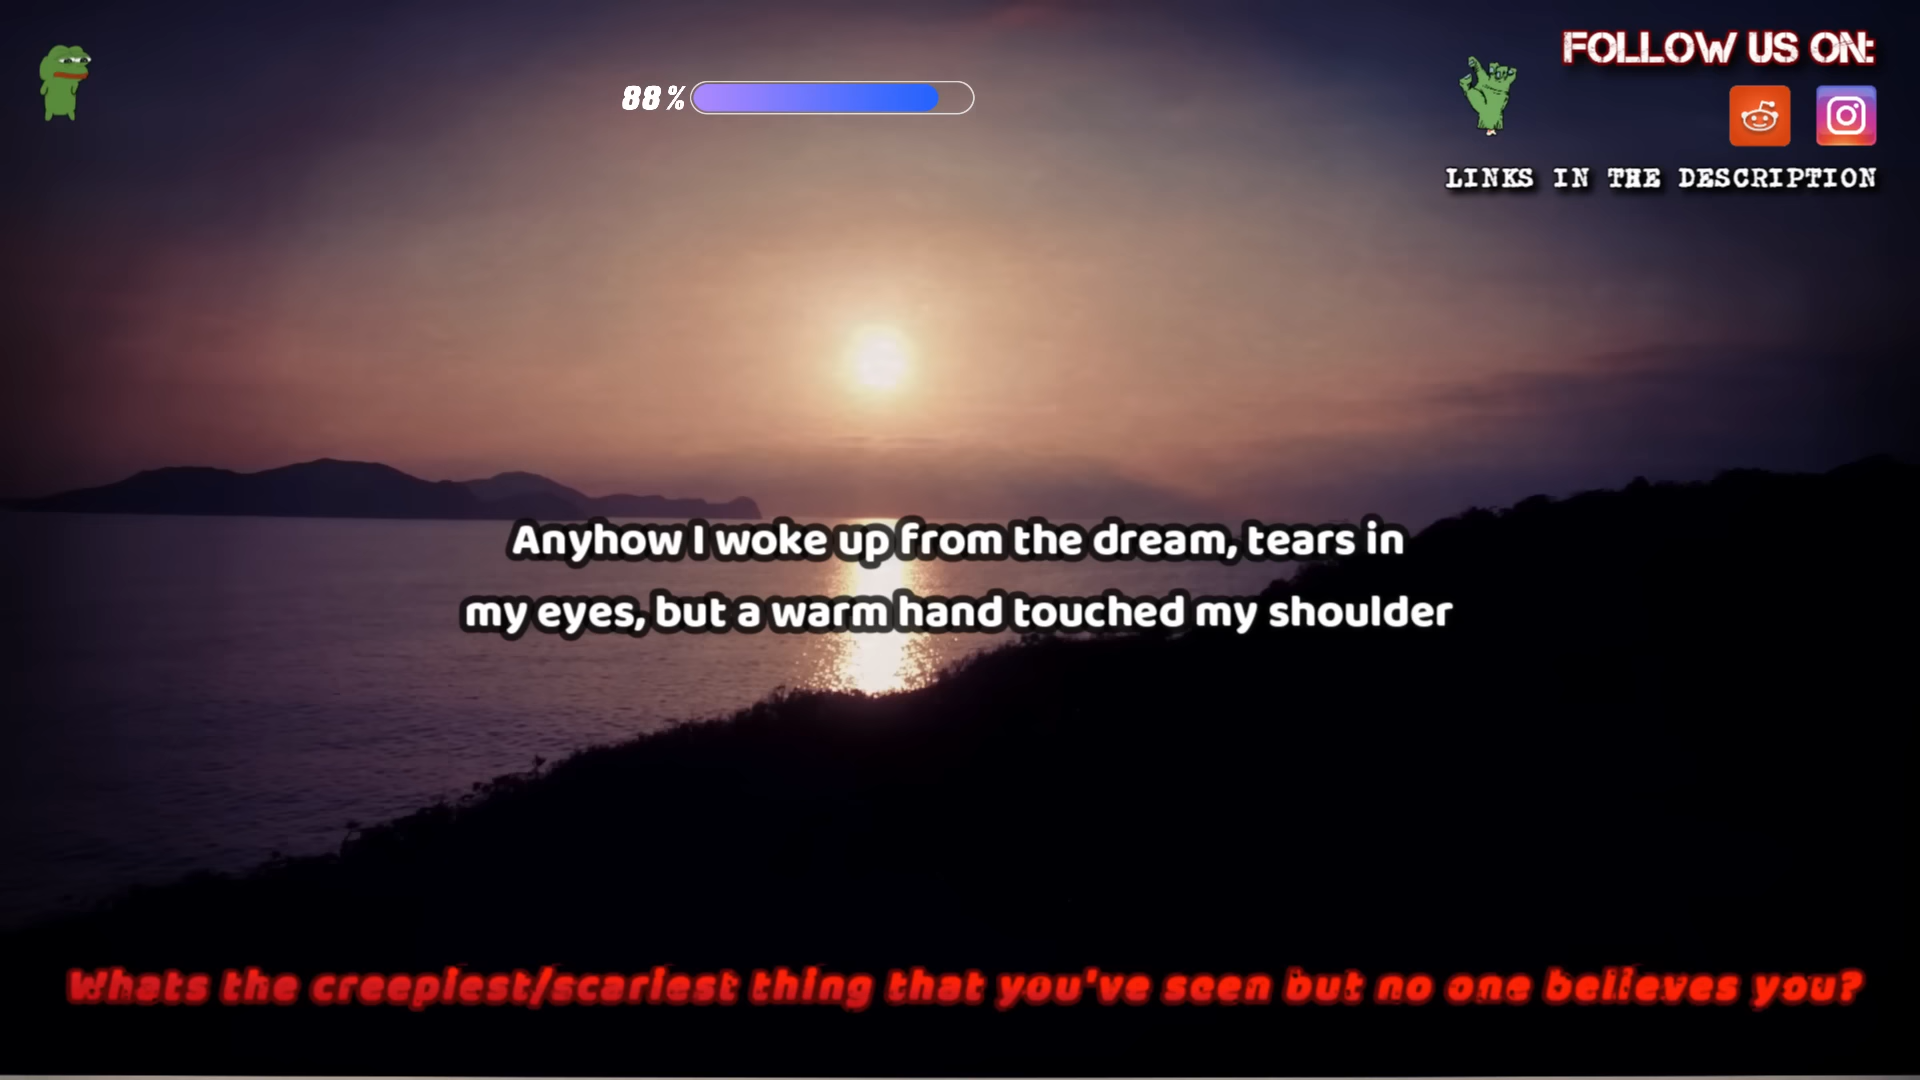 88%
FOLLOW US ON:
LINKS IN THE DESCRIPTION
Anyhow I woke up from the dream, tears in
my eyes, but a warm hand touched my shoulder
Whats the creepiest/scariest thing that you've seen but no one believes you?